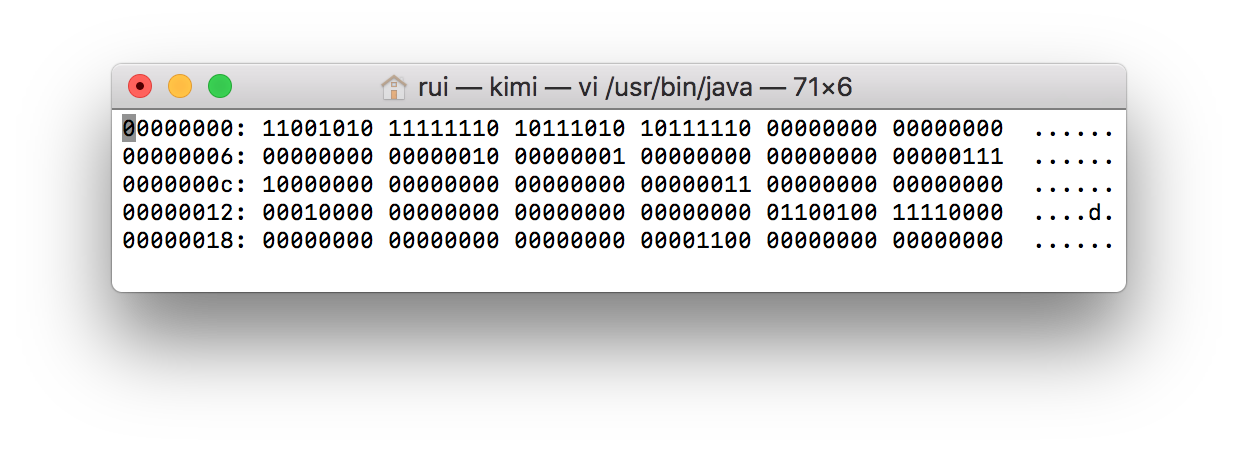 rui — kimi — vi /usr/bin/java — 71×6
00000000: 11001010 11111110 10111010 10111110 00000000 00000000  ......
00000006: 00000000 00000010 00000001 00000000 00000000 00000111  ......
0000000c: 10000000 00000000 00000000 00000011 00000000 00000000  ......
00000012: 00010000 00000000 00000000 00000000 01100100 11110000  ....d.
00000018: 00000000 00000000 00000000 00001100 00000000 00000000  ......